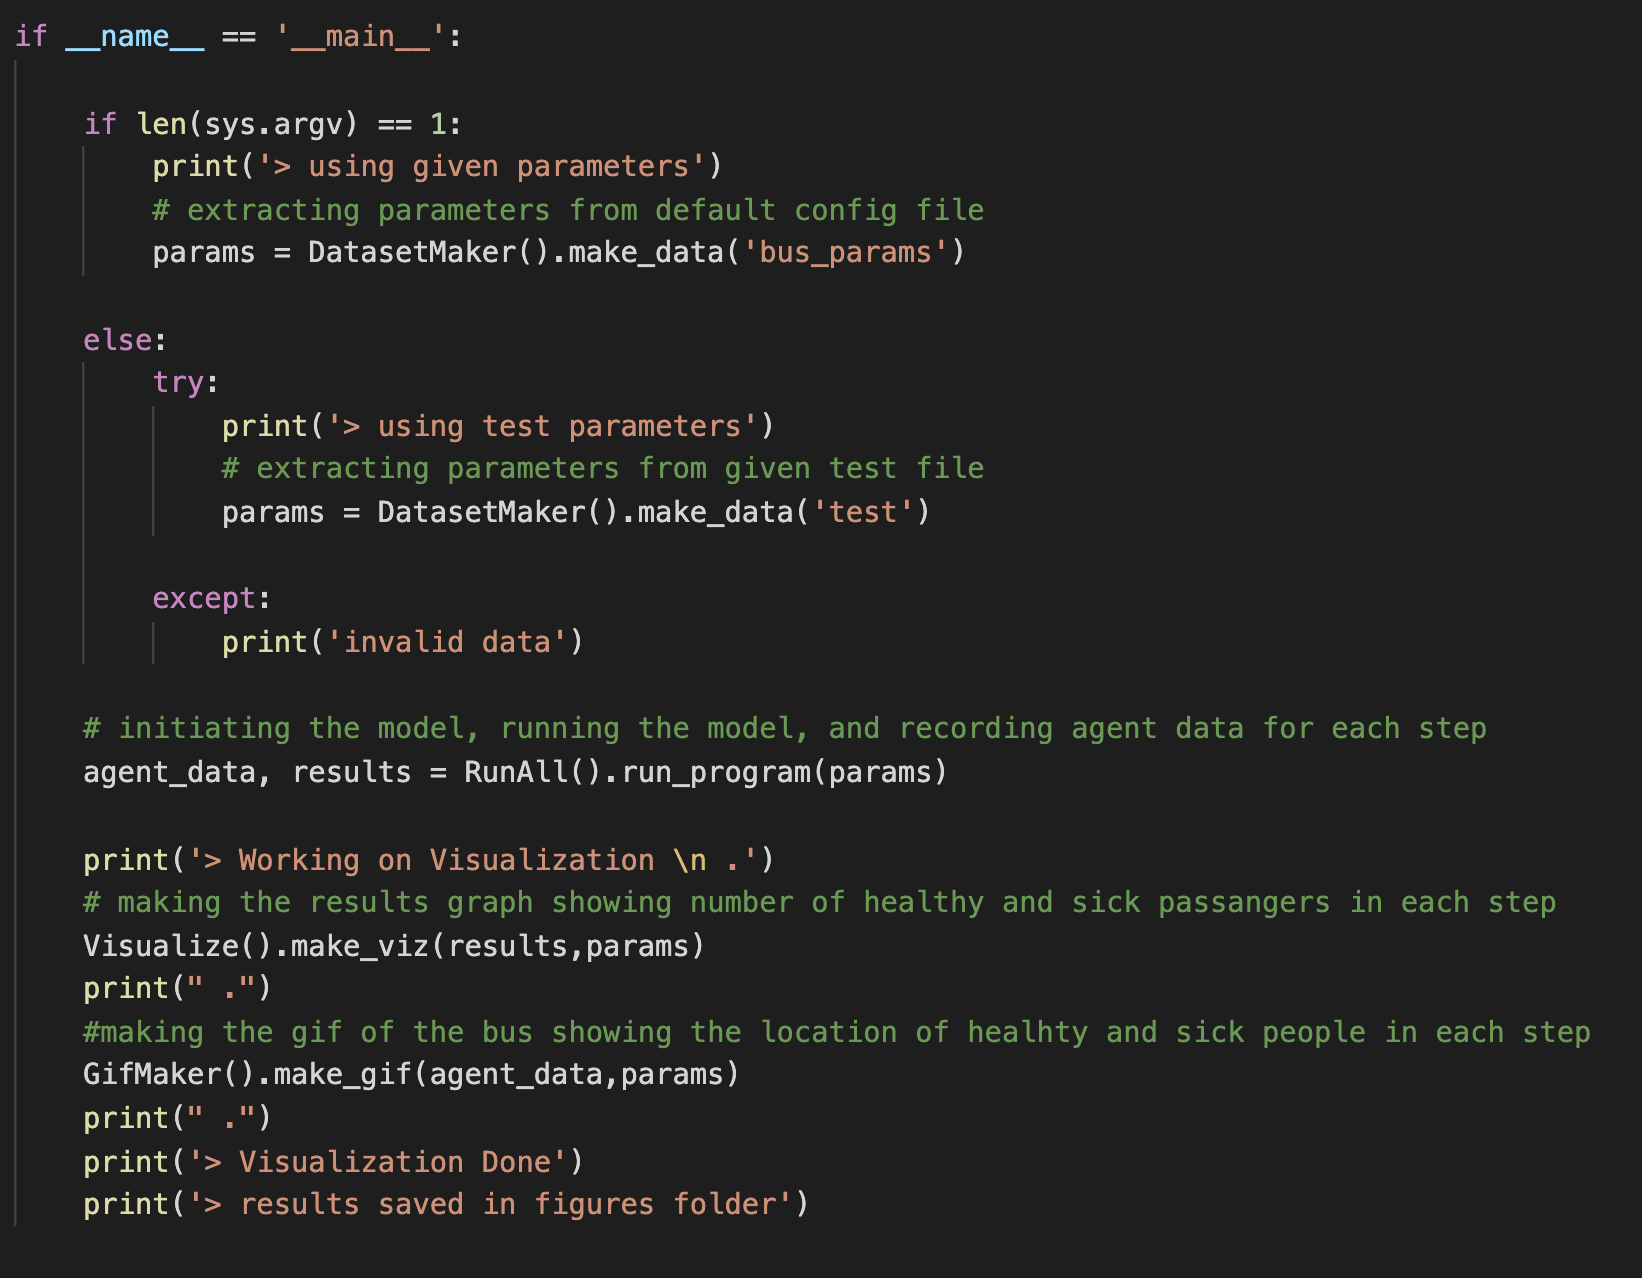 if __name__ == '__main__':
if len(sys.argv) == 1:
print('> using given parameters')
# extracting parameters from default config file
params = DatasetMaker().make_data('bus_params')
else:
try:
print('> using test parameters')
# extracting parameters from given test file
params = DatasetMaker().make_data('test')
except:
print('invalid data')
# initiating the model, running the model, and recording agent data for each step
agent_data, results = RunAll().run_program(params)
print('> Working on Visualization \n .')
# making the results graph showing number of healthy and sick passangers in each step
Visualize().make_viz(results,params)
print(" .")
#making the gif of the bus showing the location of healhty and sick people in each step
GifMaker().make_gif(agent_data,params)
print(" .")
print('> Visualization Done')
print('> results saved in figures folder')